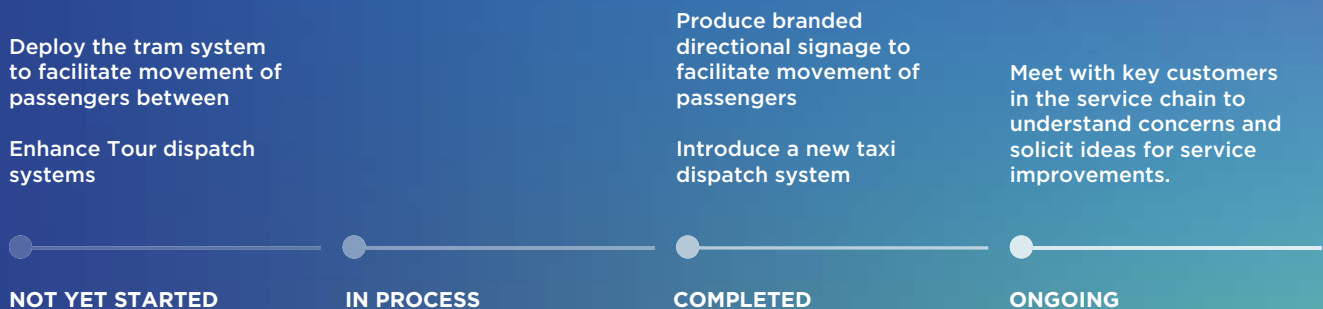 Deploy the tram system
to facilitate movement of
passengers between
Enhance Tour dispatch
systems
NOT YET STARTED
IN PROCESS
Produce branded
directional signage to
facilitate movement of
passengers
Introduce a new taxi
dispatch system
COMPLETED
Meet with key customers
in the service chain to
understand concerns and
solicit ideas for service
improvements.
ONGOING